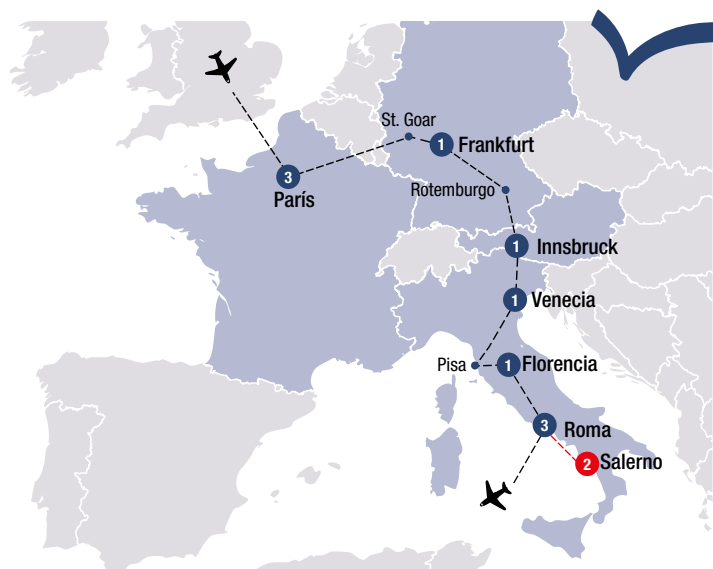 St. Goar
1 Frankfurt
3
París
Rotemburgo
1 Innsbruck
1 Venecia
Pisa
1 Florencia
3 Roma
2 Salerno